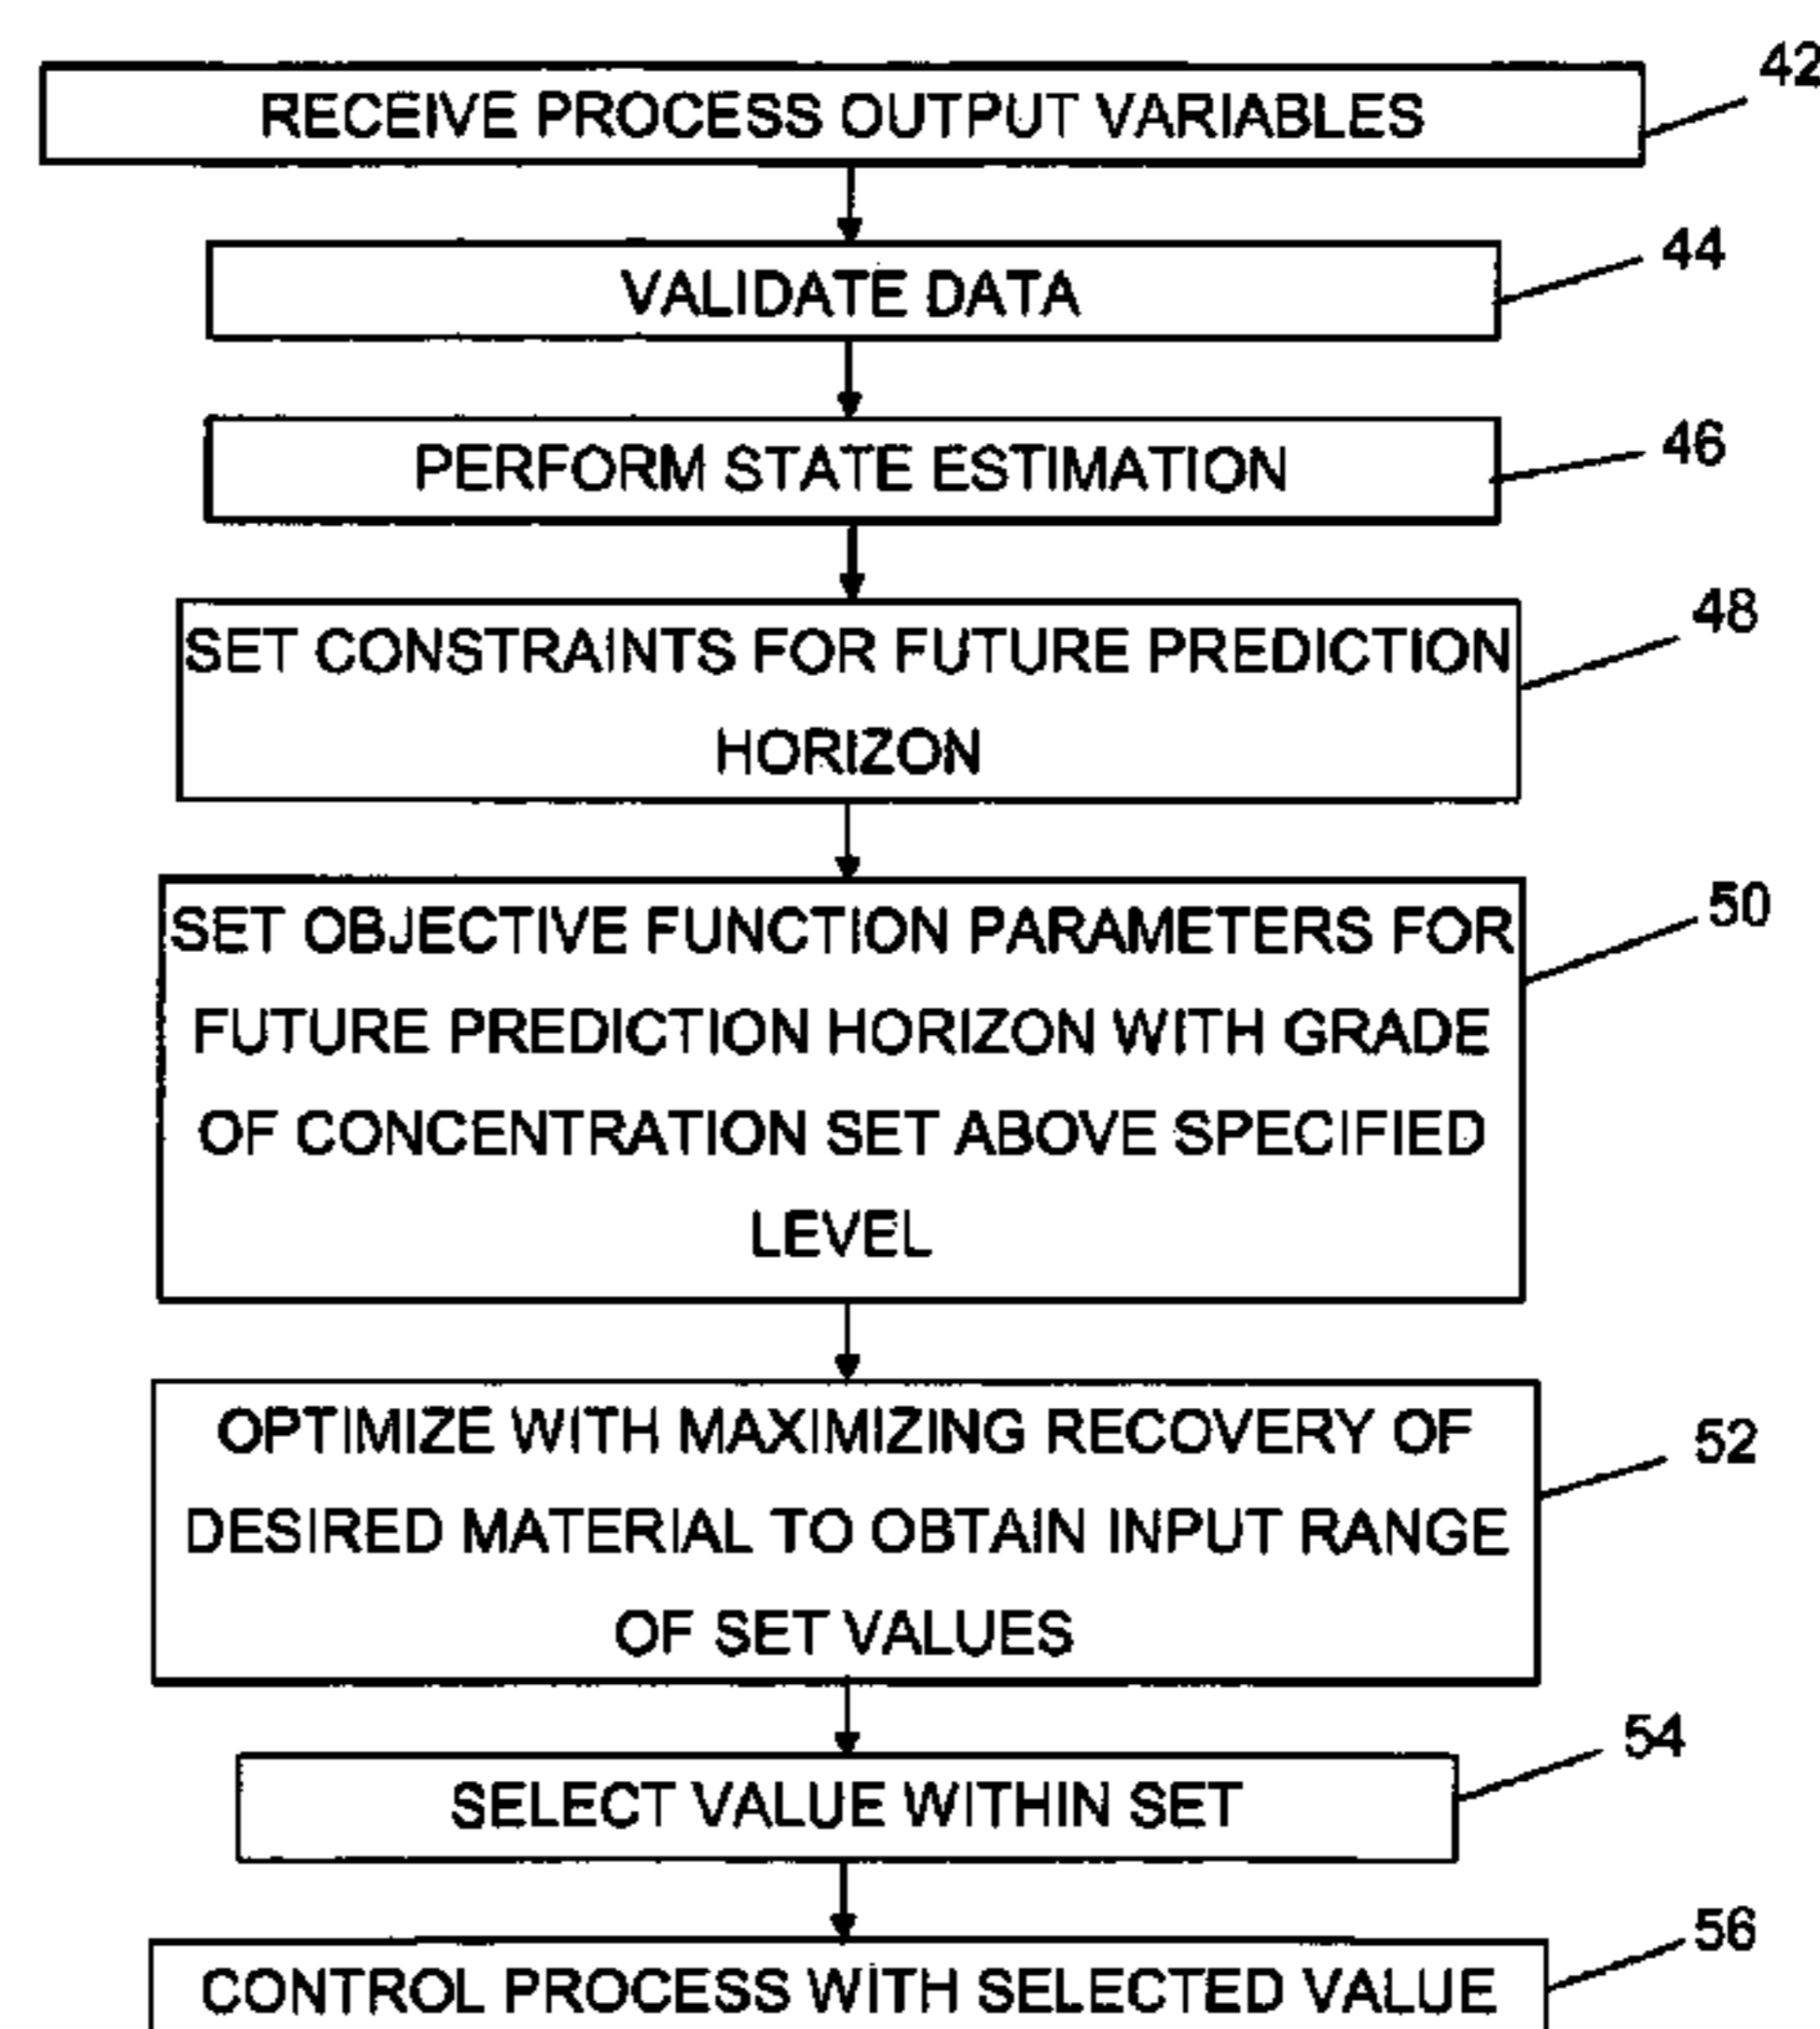 42
RECEIVE PROCESS OUTPUT VARIABLES
44
VALIDATE DATA
46
PERFORM STATE ESTIMATION
48
SET CONSTRAINTS FOR FUTURE PREDICTION
HORIZON
50
SET OBJECTIVE FUNCTION PARAMETERS FOR
FUTURE PREDICTION HORIZON WITH GRADE
OF CONCENTRATION SET ABOVE SPECIFIED
LEVEL
52
OPTIMIZE WITH MAXIMIZING RECOVERY OF
DESIRED MATERIAL TO OBTAIN INPUT RANGE
OF SET VALUES
54
SELECT VALUE WITHIN SET
56
CONTROL PROCESS WITH SELECTED VALUE